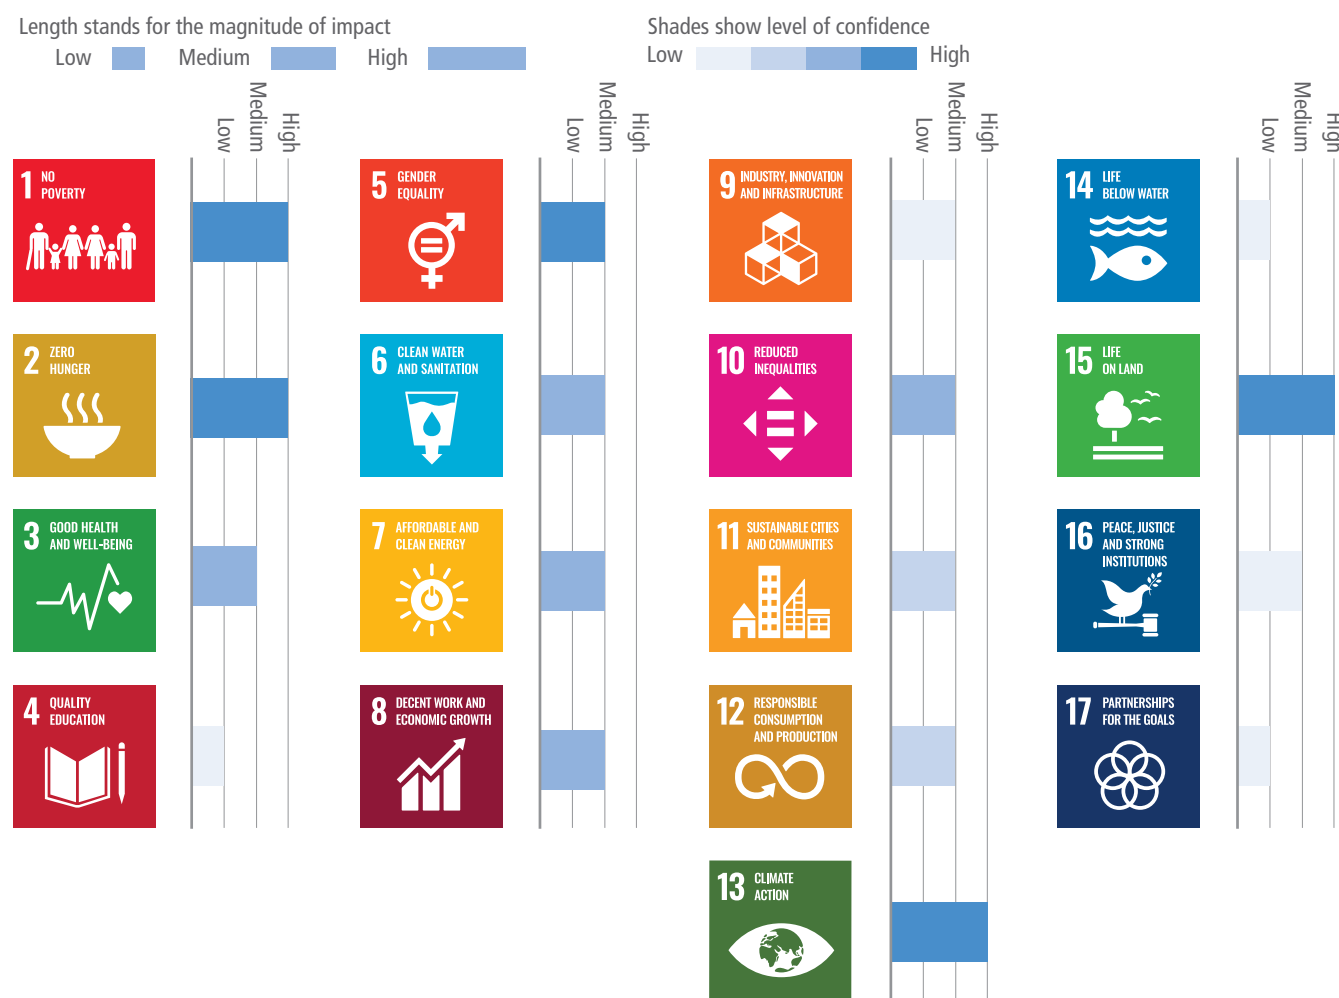 Length stands for the magnitude of impact
Low
Medium
High
Shades show level of confidence
Low
High
Low
Medium
High
Low
Medium
High
Low
Medium
High
Low
Medium
High
1 NO
POVERTY
5 GENDER
EQUALITY
9 INDUSTRY, INNOVATION
AND INFRASTRUCTURE
14 LIFE
BELOW WATER
2 ZERO
HUNGER
6 CLEAN WATER
AND SANITATION
10 REDUCED
INEQUALITIES
15 LIFE
ON LAND
3 GOOD HEALTH
AND WELL-BEING
7 AFFORDABLE AND
CLEAN ENERGY
11 SUSTAINABLE CITIES
AND COMMUNITIES
16 PEACE, JUSTICE
AND STRONG
INSTITUTIONS
4 QUALITY
EDUCATION
8 DECENT WORK AND
ECONOMIC GROWTH
12 RESPONSIBLE
CONSUMPTION
AND PRODUCTION
17 PARTNERSHIPS
FOR THE GOALS
13 CLIMATE
ACTION